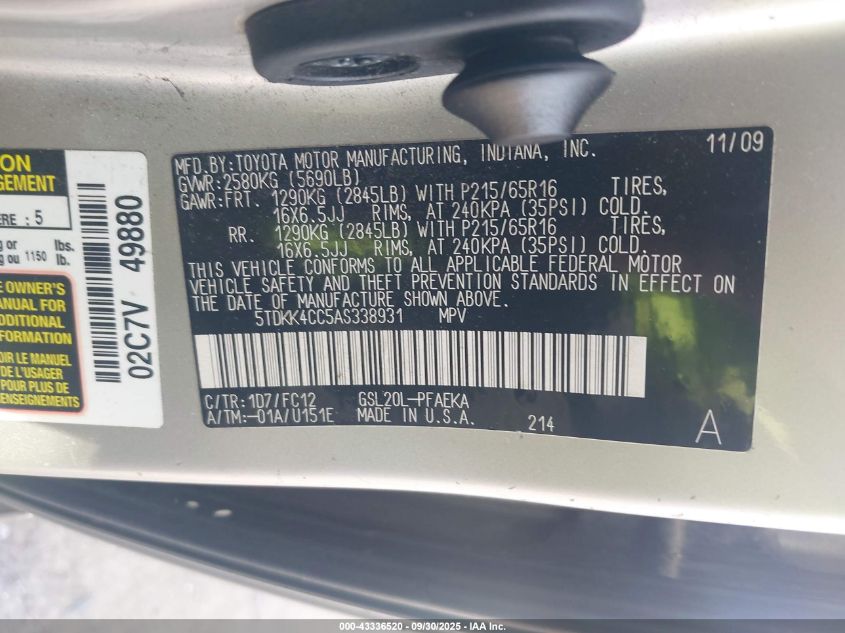 ION
GEMENT
ERE : 5
g or lbs.
g ou 1150 lb.
E OWNER'S
MANUAL FOR
DDITIONAL
FORMATION
OIR LE MANUEL
DE L'USAGER
POUR PLUS DE
ENSEIGNEMENTS
02C7V 49880
MFD.BY:TOYOTA MOTOR MANUFACTURING, INDIANA, INC. 11/09
GVWR:2580KG (5690LB)
GAWR:FRT. 1290KG (2845LB) WITH P215/65R16 TIRES,
16X6.5JJ RIMS, AT 240KPA (35PSI) COLD.
RR. 1290KG (2845LB) WITH P215/65R16 TIRES,
16X6.5JJ RIMS, AT 240KPA (35PSI) COLD.
THIS VEHICLE CONFORMS TO ALL APPLICABLE FEDERAL MOTOR
VEHICLE SAFETY AND THEFT PREVENTION STANDARDS IN EFFECT ON
THE DATE OF MANUFACTURE SHOWN ABOVE.
5TDKK4CC5AS338931 MPV
C/TR:1D7/FC12 GSL20L-PFAEKA
A/TM:-01A/U151E MADE IN U.S.A. 214 A
000-43336520 - 09/30/2025 - © IAA, LLC